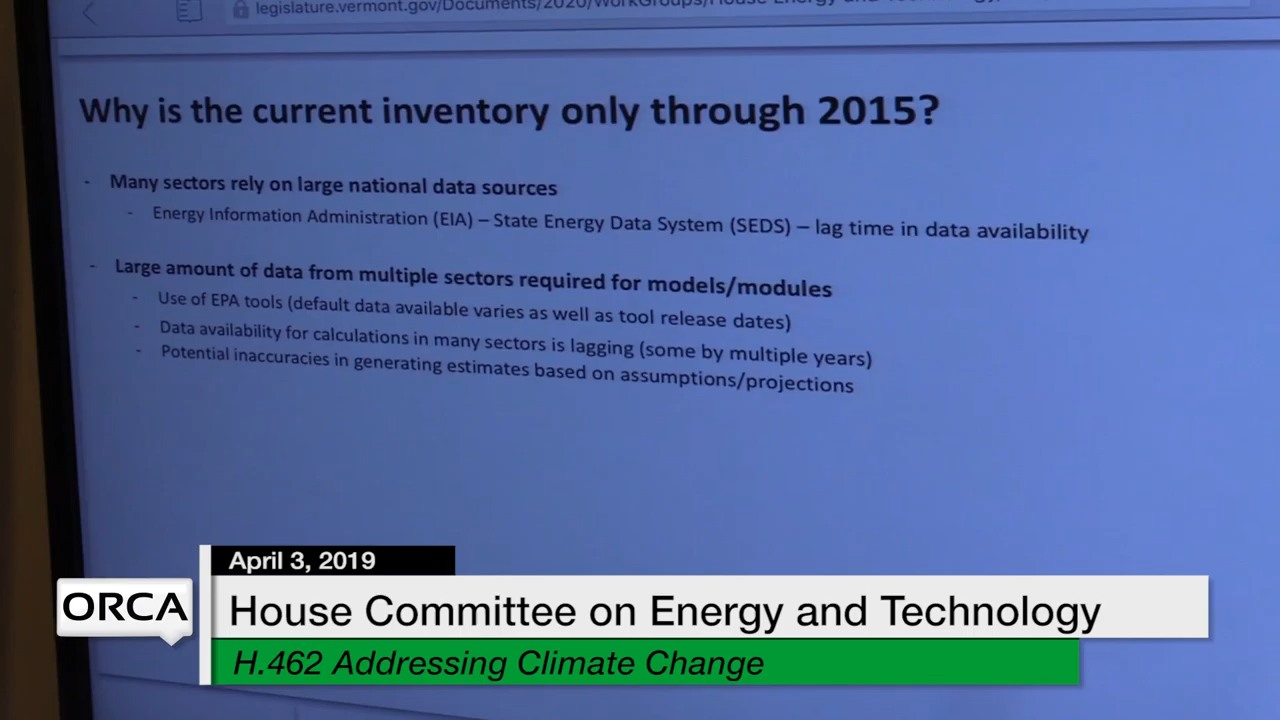 legislature.vermont.gov/Documents/2020/WorkGroups/House
Why is the current inventory only through 2015?
- Many sectors rely on large national data sources
- Energy Information Administration (EIA) – State Energy Data System (SEDS) – lag time in data availability
- Large amount of data from multiple sectors required for models/modules
- Use of EPA tools (default data available varies as well as tool release dates)
- Data availability for calculations in many sectors is lagging (some by multiple years)
- Potential inaccuracies in generating estimates based on assumptions/projections
April 3, 2019
ORCA
House Committee on Energy and Technology
H.462 Addressing Climate Change